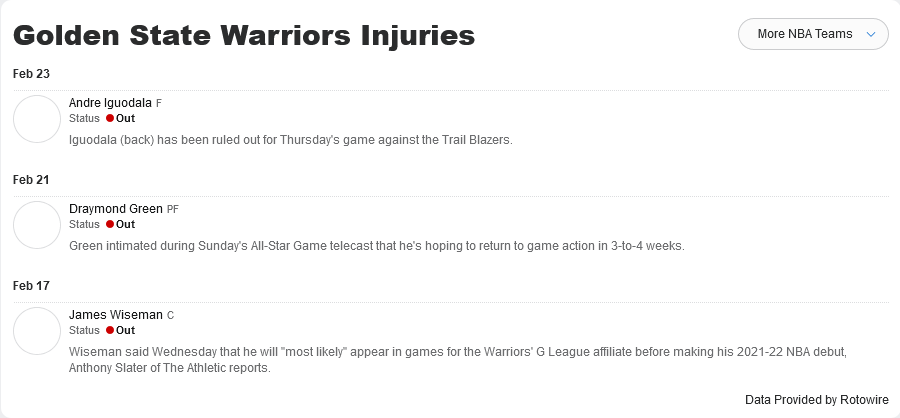 Golden State Warriors Injuries
More NBA Teams
Feb 23
Andre Iguodala F
Status Out
Iguodala (back) has been ruled out for Thursday's game against the Trail Blazers.
Feb 21
Draymond Green PF
Status Out
Green intimated during Sunday's All-Star Game telecast that he's hoping to return to game action in 3-to-4 weeks.
Feb 17
James Wiseman C
Status Out
Wiseman said Wednesday that he will "most likely" appear in games for the Warriors' G League affiliate before making his 2021-22 NBA debut,
Anthony Slater of The Athletic reports.
Data Provided by Rotowire